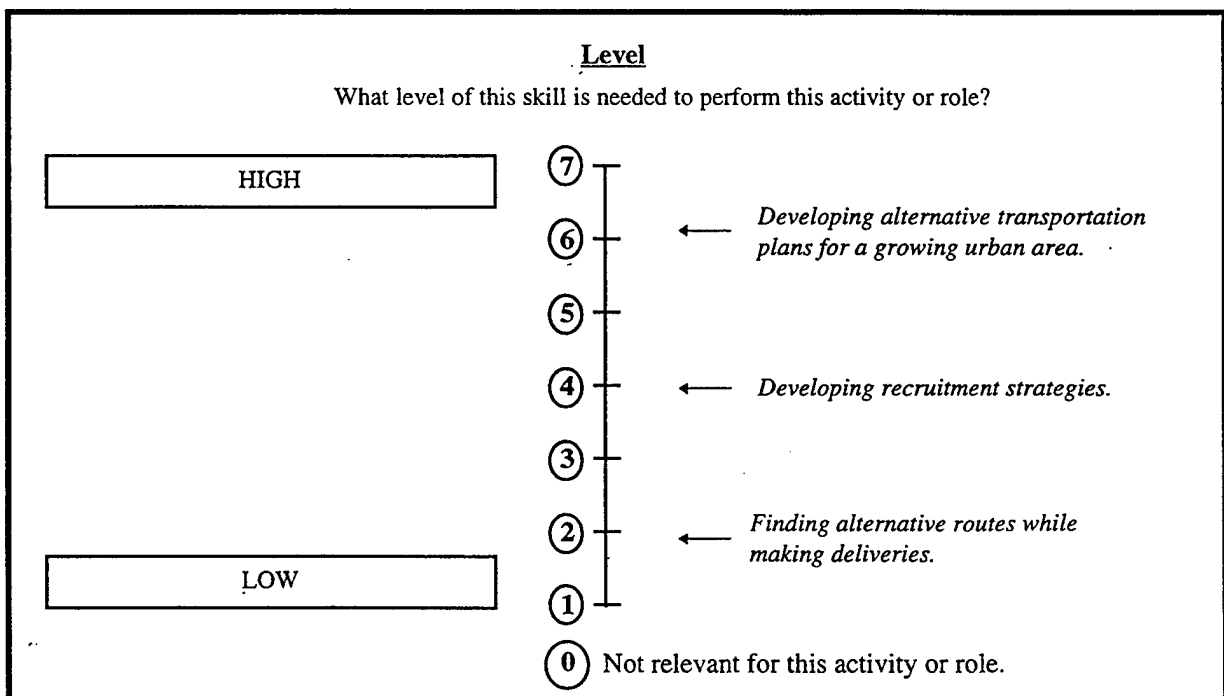 Level
What level of this skill is needed to perform this activity or role?
HIGH
7
6
Developing alternative transportation
plans for a growing urban area.
5
4
Developing recruitment strategies.
3
2
Finding alternative routes while
making deliveries.
LOW
1
0 Not relevant for this activity or role.